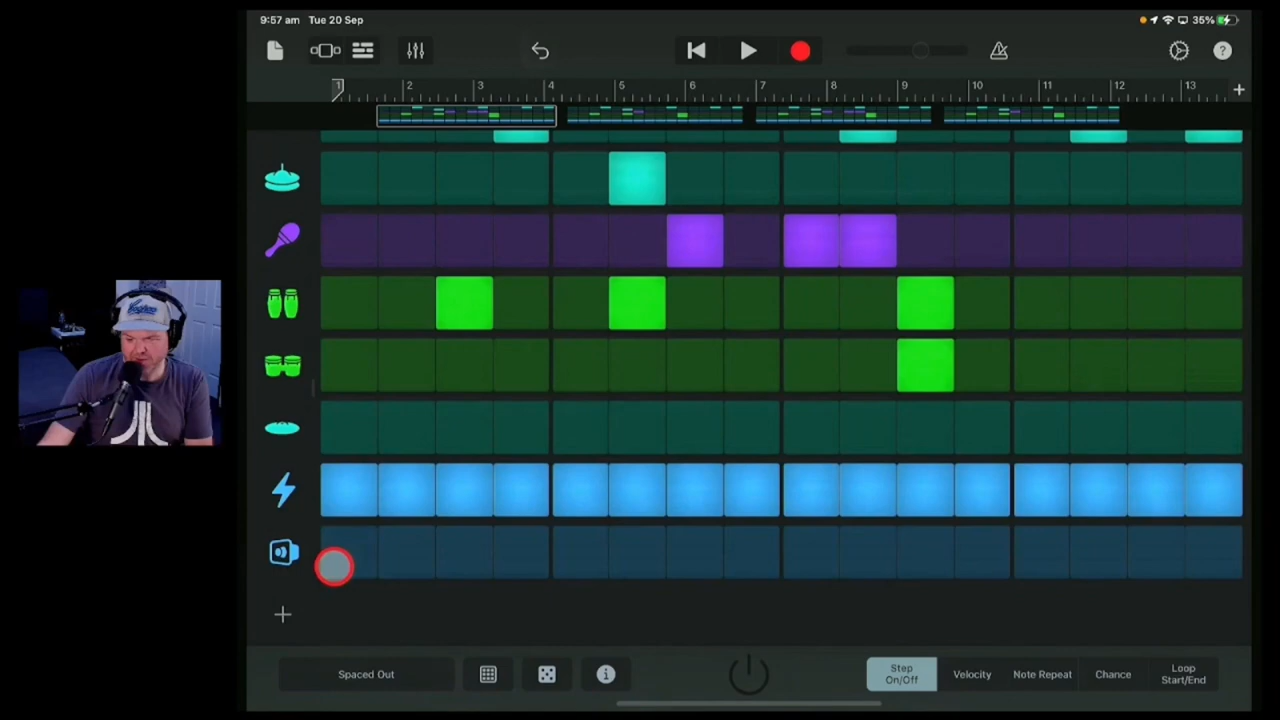 9:57 am Tue 20 Sep
35%
1 2 3 4 5 6 7 8 9 10 11 12 13
Spaced Out
Step
On/Off
Velocity
Note Repeat
Chance
Loop
Start/End